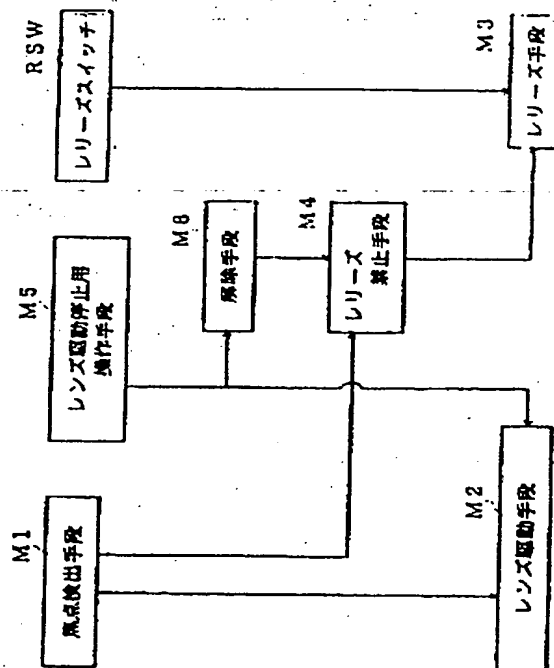 M1
焦点検出手段
M5
レンズ駆動停止用
操作手段
RSW
レリーズスイッチ
M6
解除手段
M4
レリーズ
禁止手段
M2
レンズ駆動手段
M3
レリーズ手段